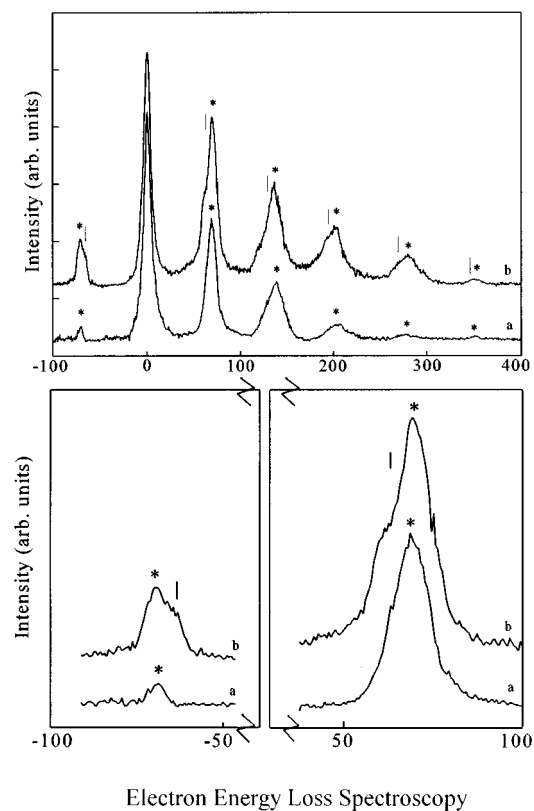 Intensity (arb. units)
* * * * * * b
* * * * * * a
-100 0 100 200 300 400
Intensity (arb. units)
* b
* a
* b
* a
-100 -50 50 100
Electron Energy Loss Spectroscopy